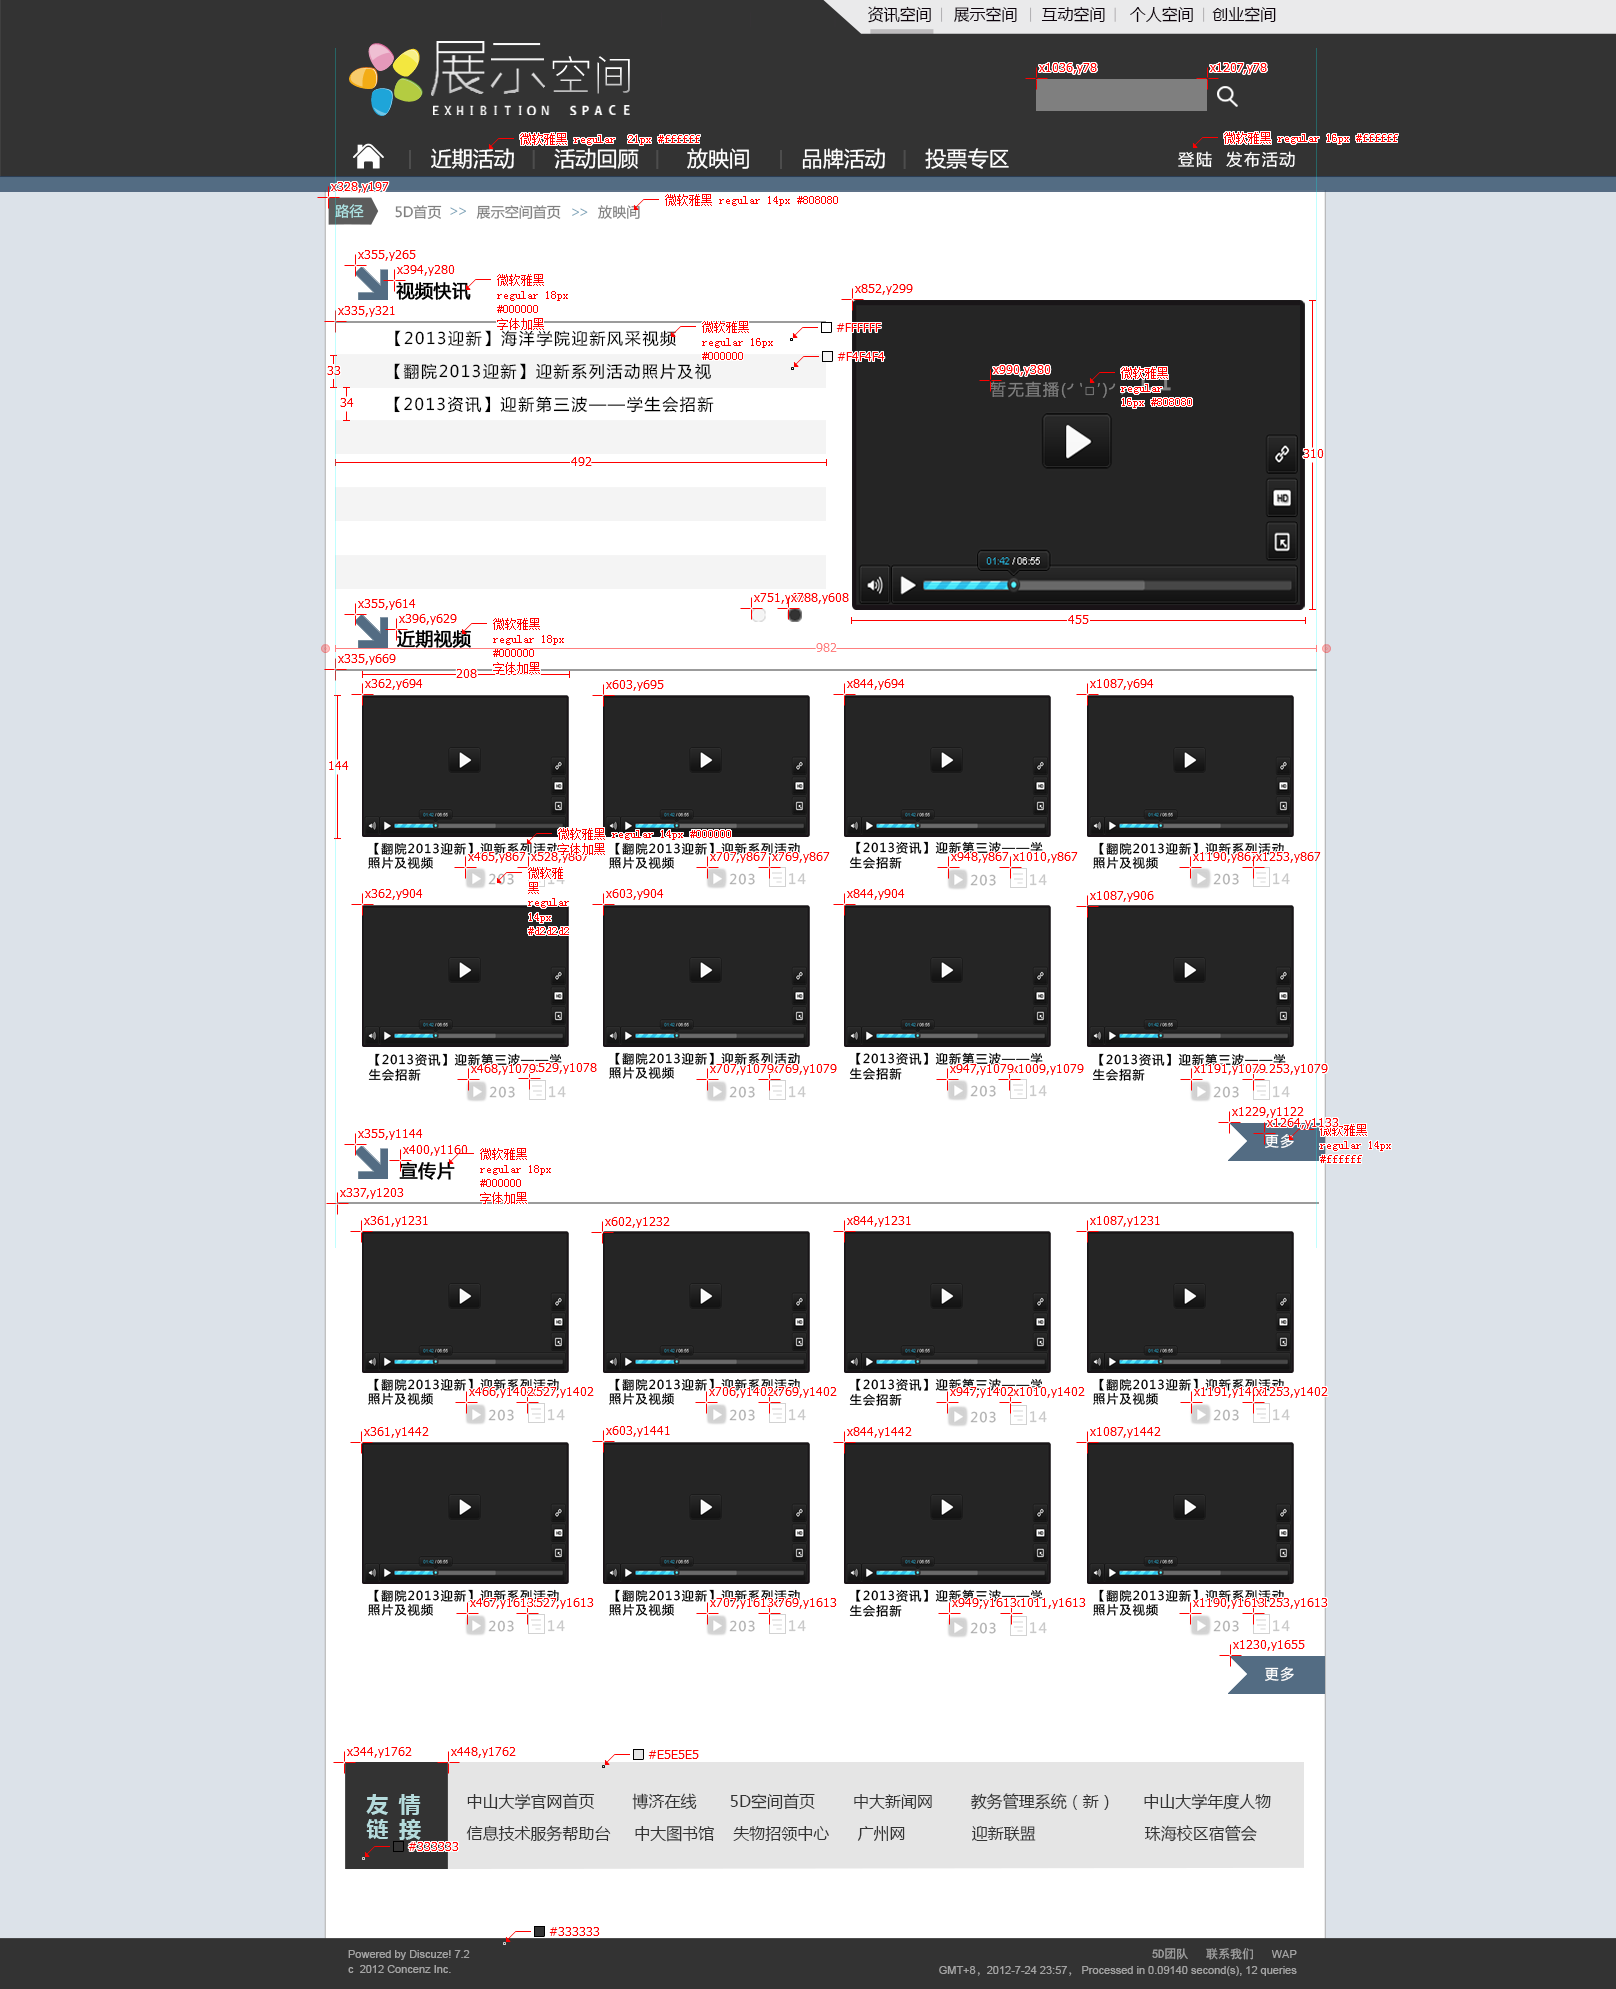 资讯空间 | 展示空间 | 互动空间 | 个人空间 | 创业空间
展示空间
EXHIBITION SPACE
x1036,y78 x1207,y78
微软雅黑 regular 21px #ffffff
微软雅黑 regular 16px #ffffff
近期活动 | 活动回顾 | 放映间 | 品牌活动 | 投票专区
登陆 发布活动
x328,y197
路径 5D首页 >> 展示空间首页 >> 放映间
微软雅黑 regular 14px #808080
x355,y265
x394,y280
视频快讯
微软雅黑
regular 18px
#000000
字体加黑
x335,y321
x852,y299
【2013迎新】海洋学院迎新风采视频
微软雅黑
regular 16px
#000000
#FFFFFF
#F4F4F4
33
【翻院2013迎新】迎新系列活动照片及视
34
【2013资讯】迎新第三波——学生会招新
492
x990,y380
微软雅黑
regular
16px #808080
暂无直播
310
HD
01:42 / 06:55
455
x788,y608
x355,y614
x396,y629
近期视频
微软雅黑
regular 18px
#000000
字体加黑
982
x335,y669
208
x362,y694 x603,y695 x844,y694 x1087,y694
144
微软雅黑 regular 14px #000000
字体加黑
【翻院2013迎新】迎新系列活动
照片及视频
【翻院2013迎新】迎新系列活动
照片及视频
【2013资讯】迎新第三波——学
生会招新
【翻院2013迎新】迎新系列活动
照片及视频
x465,y867 x528,y867 x707,y867 x769,y867 x948,y867 x1010,y867 x1190,y867 x1253,y867
203 14 203 14 203 14 203 14
微软雅
黑
regular
14px
#d2d2d2
x362,y904 x603,y904 x844,y904 x1087,y906
【2013资讯】迎新第三波——学
生会招新
【翻院2013迎新】迎新系列活动
照片及视频
【2013资讯】迎新第三波——学
生会招新
【2013资讯】迎新第三波——学
生会招新
x468,y1079 x529,y1078 x707,y1079 x769,y1079 x947,y1079 x1009,y1079 x1191,y1079 x1253,y1079
203 14 203 14 203 14 203 14
x1229,y1122
x1264,y1133
更多
微软雅黑
regular 14px
#ffffff
x355,y1144
x400,y1160
宣传片
微软雅黑
regular 18px
#000000
字体加黑
x337,y1203
x361,y1231 x602,y1232 x844,y1231 x1087,y1231
【翻院2013迎新】迎新系列活动
照片及视频
【翻院2013迎新】迎新系列活动
照片及视频
【2013资讯】迎新第三波——学
生会招新
【翻院2013迎新】迎新系列活动
照片及视频
x466,y1402 x527,y1402 x706,y1402 x769,y1402 x947,y1402 x1010,y1402 x1191,y1402 x1253,y1402
203 14 203 14 203 14 203 14
x361,y1442 x603,y1441 x844,y1442 x1087,y1442
【翻院2013迎新】迎新系列活动
照片及视频
【翻院2013迎新】迎新系列活动
照片及视频
【2013资讯】迎新第三波——学
生会招新
【翻院2013迎新】迎新系列活动
照片及视频
x467,y1613 x527,y1613 x707,y1613 x769,y1613 x949,y1613 x1011,y1613 x1190,y1613 x1253,y1613
203 14 203 14 203 14 203 14
x1230,y1655
更多
x344,y1762 x448,y1762
#E5E5E5
友情
链接
#333333
中山大学官网首页 博济在线 5D空间首页 中大新闻网 教务管理系统（新） 中山大学年度人物
信息技术服务帮助台 中大图书馆 失物招领中心 广州网 迎新联盟 珠海校区宿管会
#333333
Powered by Discuze! 7.2
c 2012 Concenz Inc.
5D团队 联系我们 WAP
GMT+8, 2012-7-24 23:57, Processed in 0.09140 second(s), 12 queries